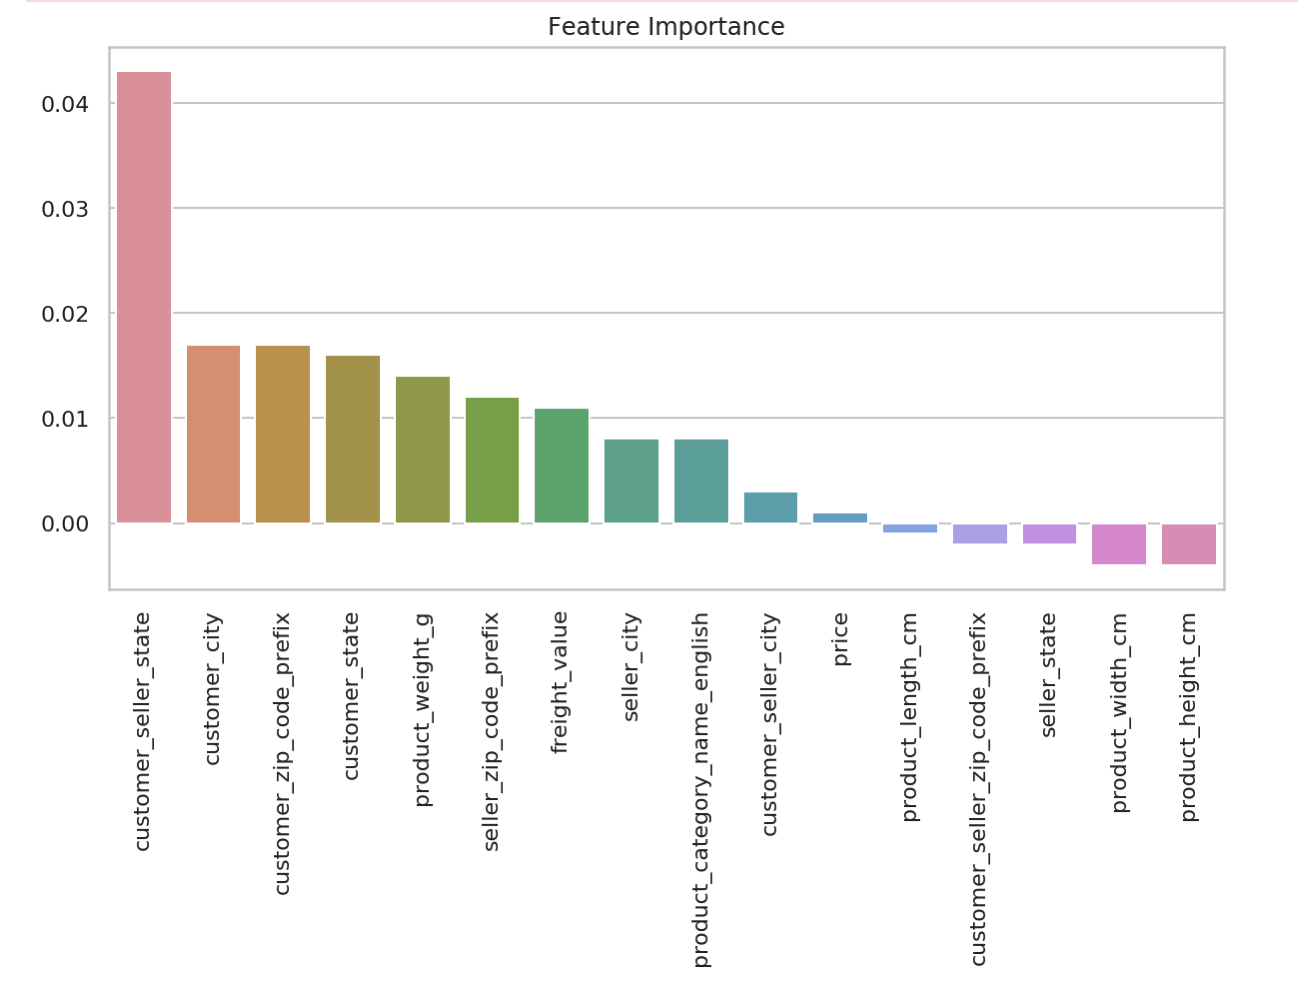 Feature Importance
0.04
0.03
0.02
0.01
0.00
customer_seller_state
customer_city
customer_zip_code_prefix
customer_state
product_weight_g
seller_zip_code_prefix
freight_value
seller_city
product_category_name_english
customer_seller_city
price
product_length_cm
customer_seller_zip_code_prefix
seller_state
product_width_cm
product_height_cm